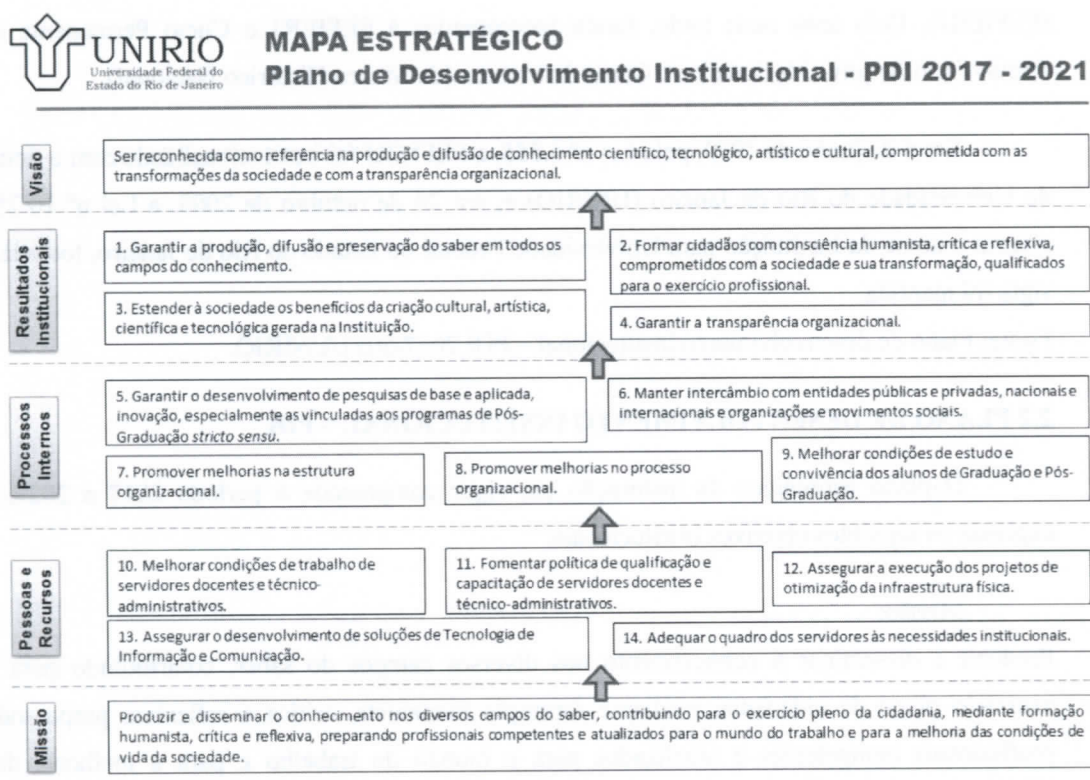 UNIRIO
Universidade Federal do
Estado do Rio de Janeiro
MAPA ESTRATÉGICO
Plano de Desenvolvimento Institucional - PDI 2017 - 2021
Visão
Ser reconhecida como referência na produção e difusão de conhecimento científico, tecnológico, artístico e cultural, comprometida com as
transformações da sociedade e com a transparência organizacional.
Resultados
Institucionais
1. Garantir a produção, difusão e preservação do saber em todos os
campos do conhecimento.
2. Formar cidadãos com consciência humanista, crítica e reflexiva,
comprometidos com a sociedade e sua transformação, qualificados
para o exercício profissional.
3. Estender à sociedade os benefícios da criação cultural, artística,
científica e tecnológica gerada na Instituição.
4. Garantir a transparência organizacional.
Processos
Internos
5. Garantir o desenvolvimento de pesquisas de base e aplicada,
inovação, especialmente as vinculadas aos programas de Pós-
Graduação stricto sensu.
6. Manter intercâmbio com entidades públicas e privadas, nacionais e
internacionais e organizações e movimentos sociais.
7. Promover melhorias na estrutura
organizacional.
8. Promover melhorias no processo
organizacional.
9. Melhorar condições de estudo e
convivência dos alunos de Graduação e Pós-
Graduação.
Pessoas e
Recursos
10. Melhorar condições de trabalho de
servidores docentes e técnico-
administrativos.
11. Fomentar política de qualificação e
capacitação de servidores docentes e
técnico-administrativos.
12. Assegurar a execução dos projetos de
otimização da infraestrutura física.
13. Assegurar o desenvolvimento de soluções de Tecnologia de
Informação e Comunicação.
14. Adequar o quadro dos servidores às necessidades institucionais.
Missão
Produzir e disseminar o conhecimento nos diversos campos do saber, contribuindo para o exercício pleno da cidadania, mediante formação
humanista, crítica e reflexiva, preparando profissionais competentes e atualizados para o mundo do trabalho e para a melhoria das condições de
vida da sociedade.